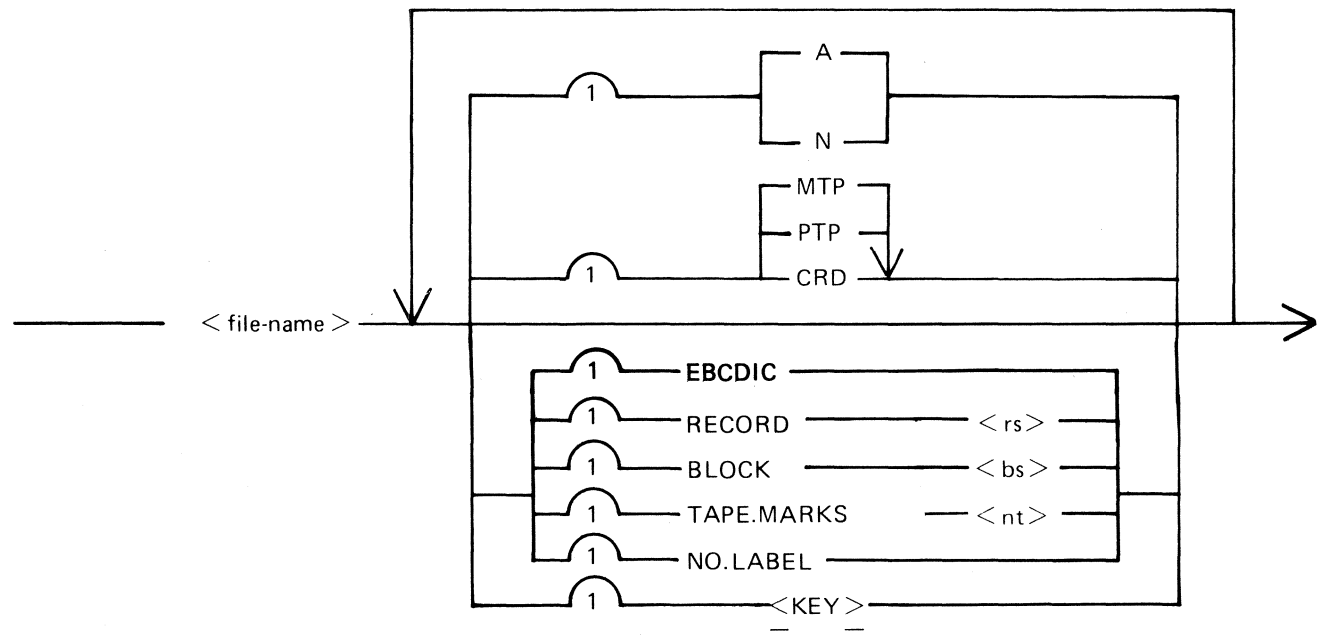 A
1
N
MTP
PTP
1 CRD
< file-name >
1 EBCDIC
1 RECORD < rs >
1 BLOCK < bs >
1 TAPE.MARKS < nt >
1 NO.LABEL
1 <KEY>